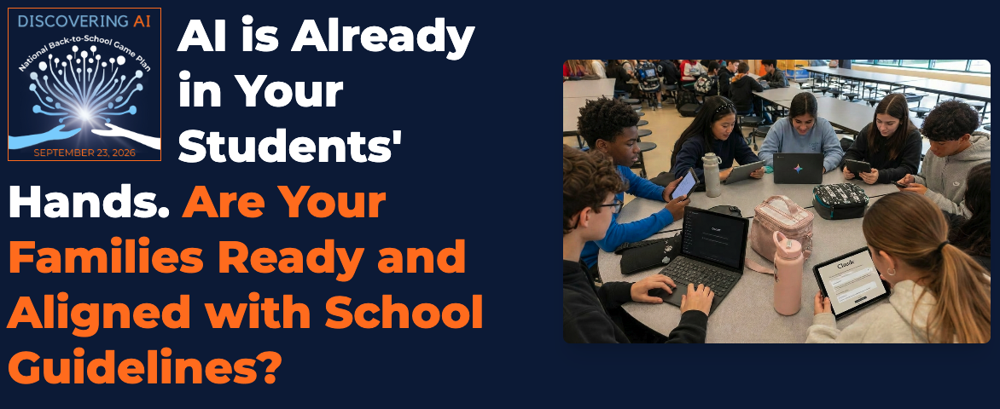 DISCOVERING AI
National Back-to-School Game Plan
SEPTEMBER 23, 2026
AI is Already
in Your
Students'
Hands. Are Your
Families Ready and
Aligned with School
Guidelines?